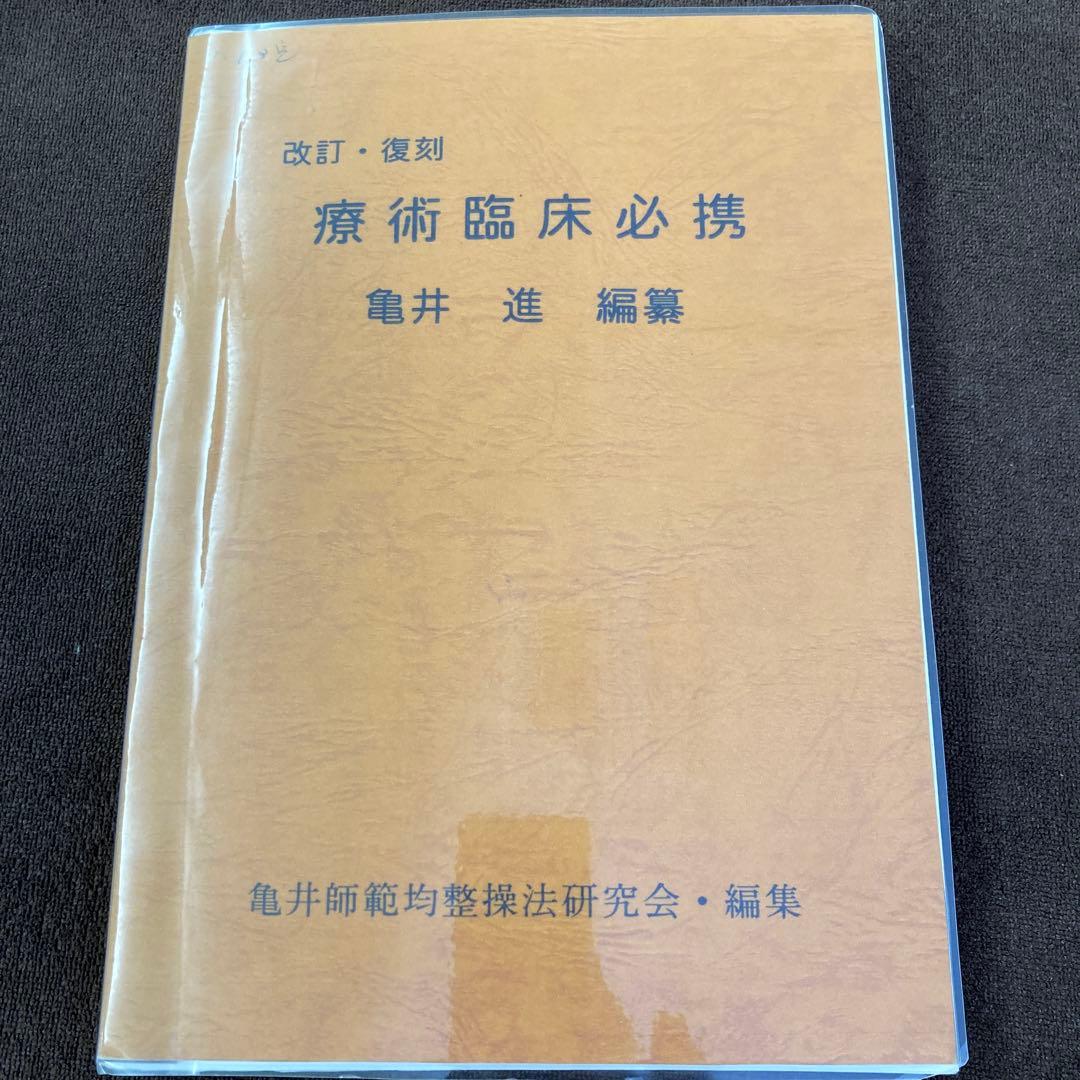 改訂・復刻
療術臨床必携
亀井 進 編纂
亀井師範均整操法研究会・編集